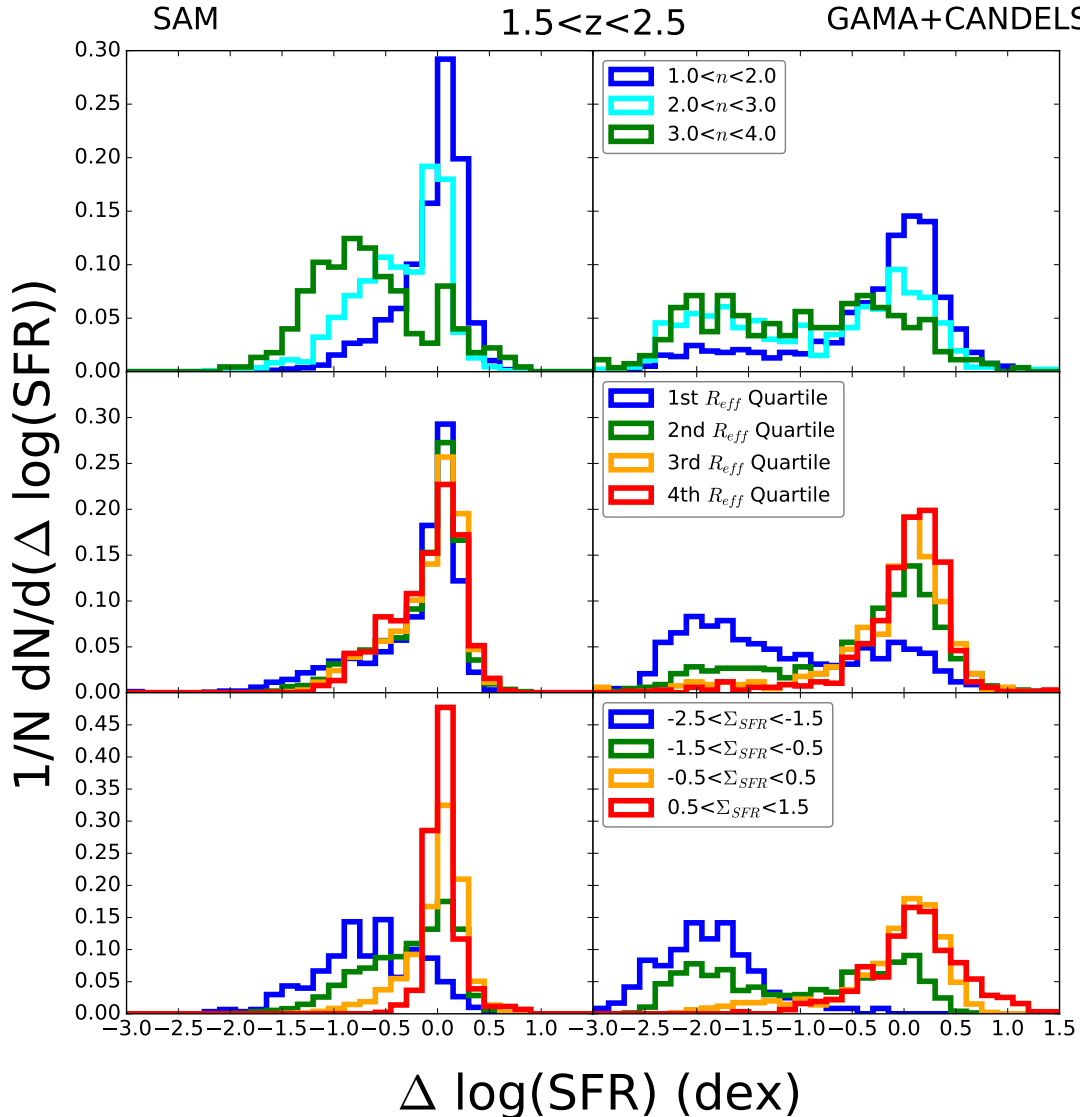 SAM 1.5<z<2.5 GAMA+CANDELS
1/N dN/d(Δ log(SFR))
0.30
0.25
0.20
0.15
0.10
0.05
0.00
1.0<n<2.0
2.0<n<3.0
3.0<n<4.0
0.30
0.25
0.20
0.15
0.10
0.05
0.00
1st R_eff Quartile
2nd R_eff Quartile
3rd R_eff Quartile
4th R_eff Quartile
0.45
0.40
0.35
0.30
0.25
0.20
0.15
0.10
0.05
0.00
-2.5<Σ_SFR<-1.5
-1.5<Σ_SFR<-0.5
-0.5<Σ_SFR<0.5
0.5<Σ_SFR<1.5
−3.0 −2.5 −2.0 −1.5 −1.0 −0.5 0.0 0.5 1.0 −3.0 −2.5 −2.0 −1.5 −1.0 −0.5 0.0 0.5 1.0 1.5
Δ log(SFR) (dex)